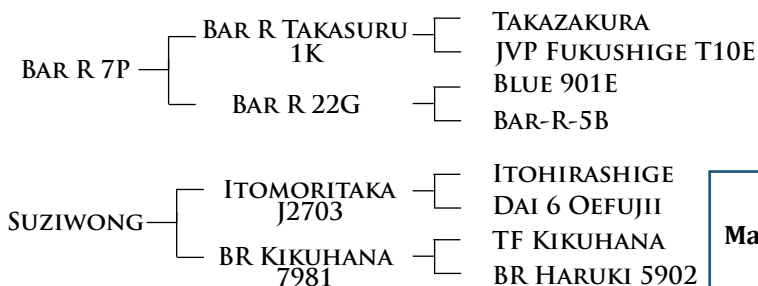 BAR R TAKASURU
1K
TAKAZAKURA
JVP FUKUSHIGE T10E
BAR R 7P
BAR R 22G
BLUE 901E
BAR-R-5B
SUZIWONG
ITOMORITAKA
J2703
ITOHIRASHIGE
DAI 6 OEFUJII
BR KIKUHANA
7981
TF KIKUHANA
BR HARUKI 5902
Ma